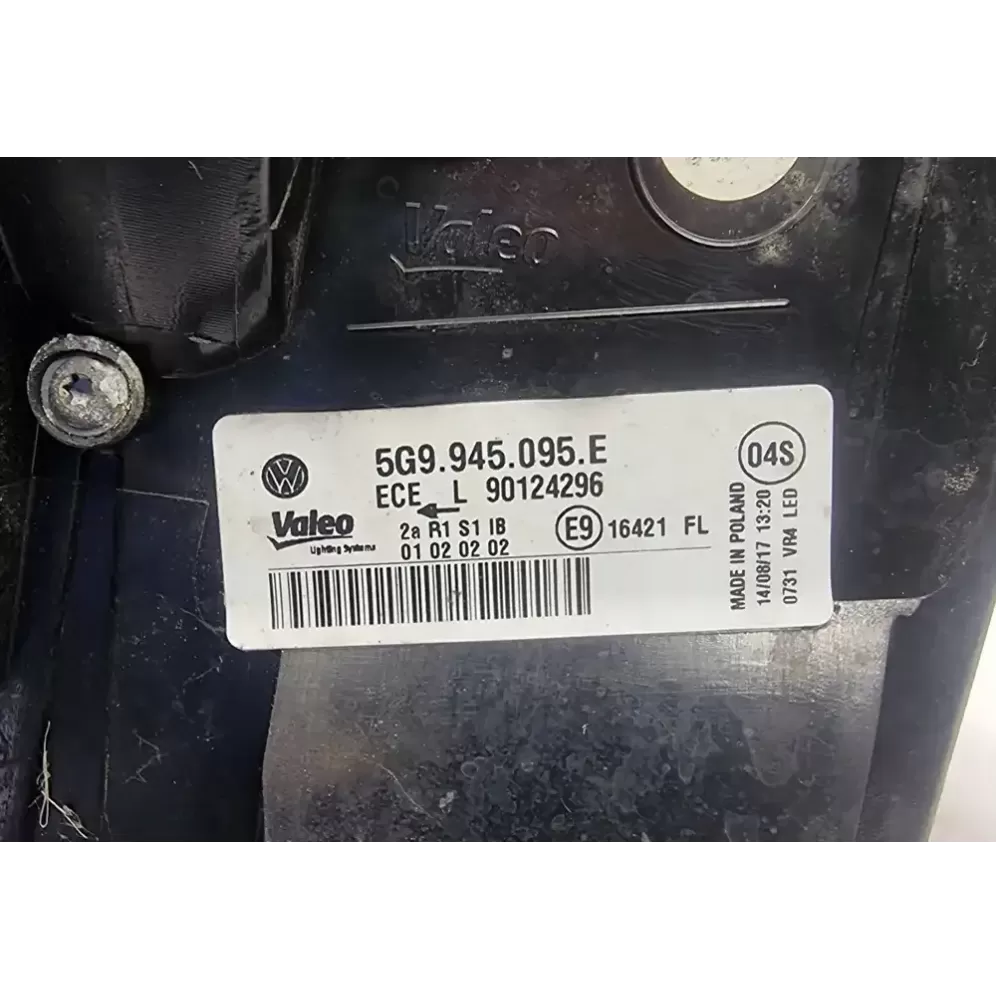 Valeo
5G9.945.095.E
ECE L 90124296
Valeo
Lighting Systems
2a R1 S1 IB
01 02 02 02
E9 16421 FL
04S
MADE IN POLAND
14/08/17 13:20
0731 VR4 LED